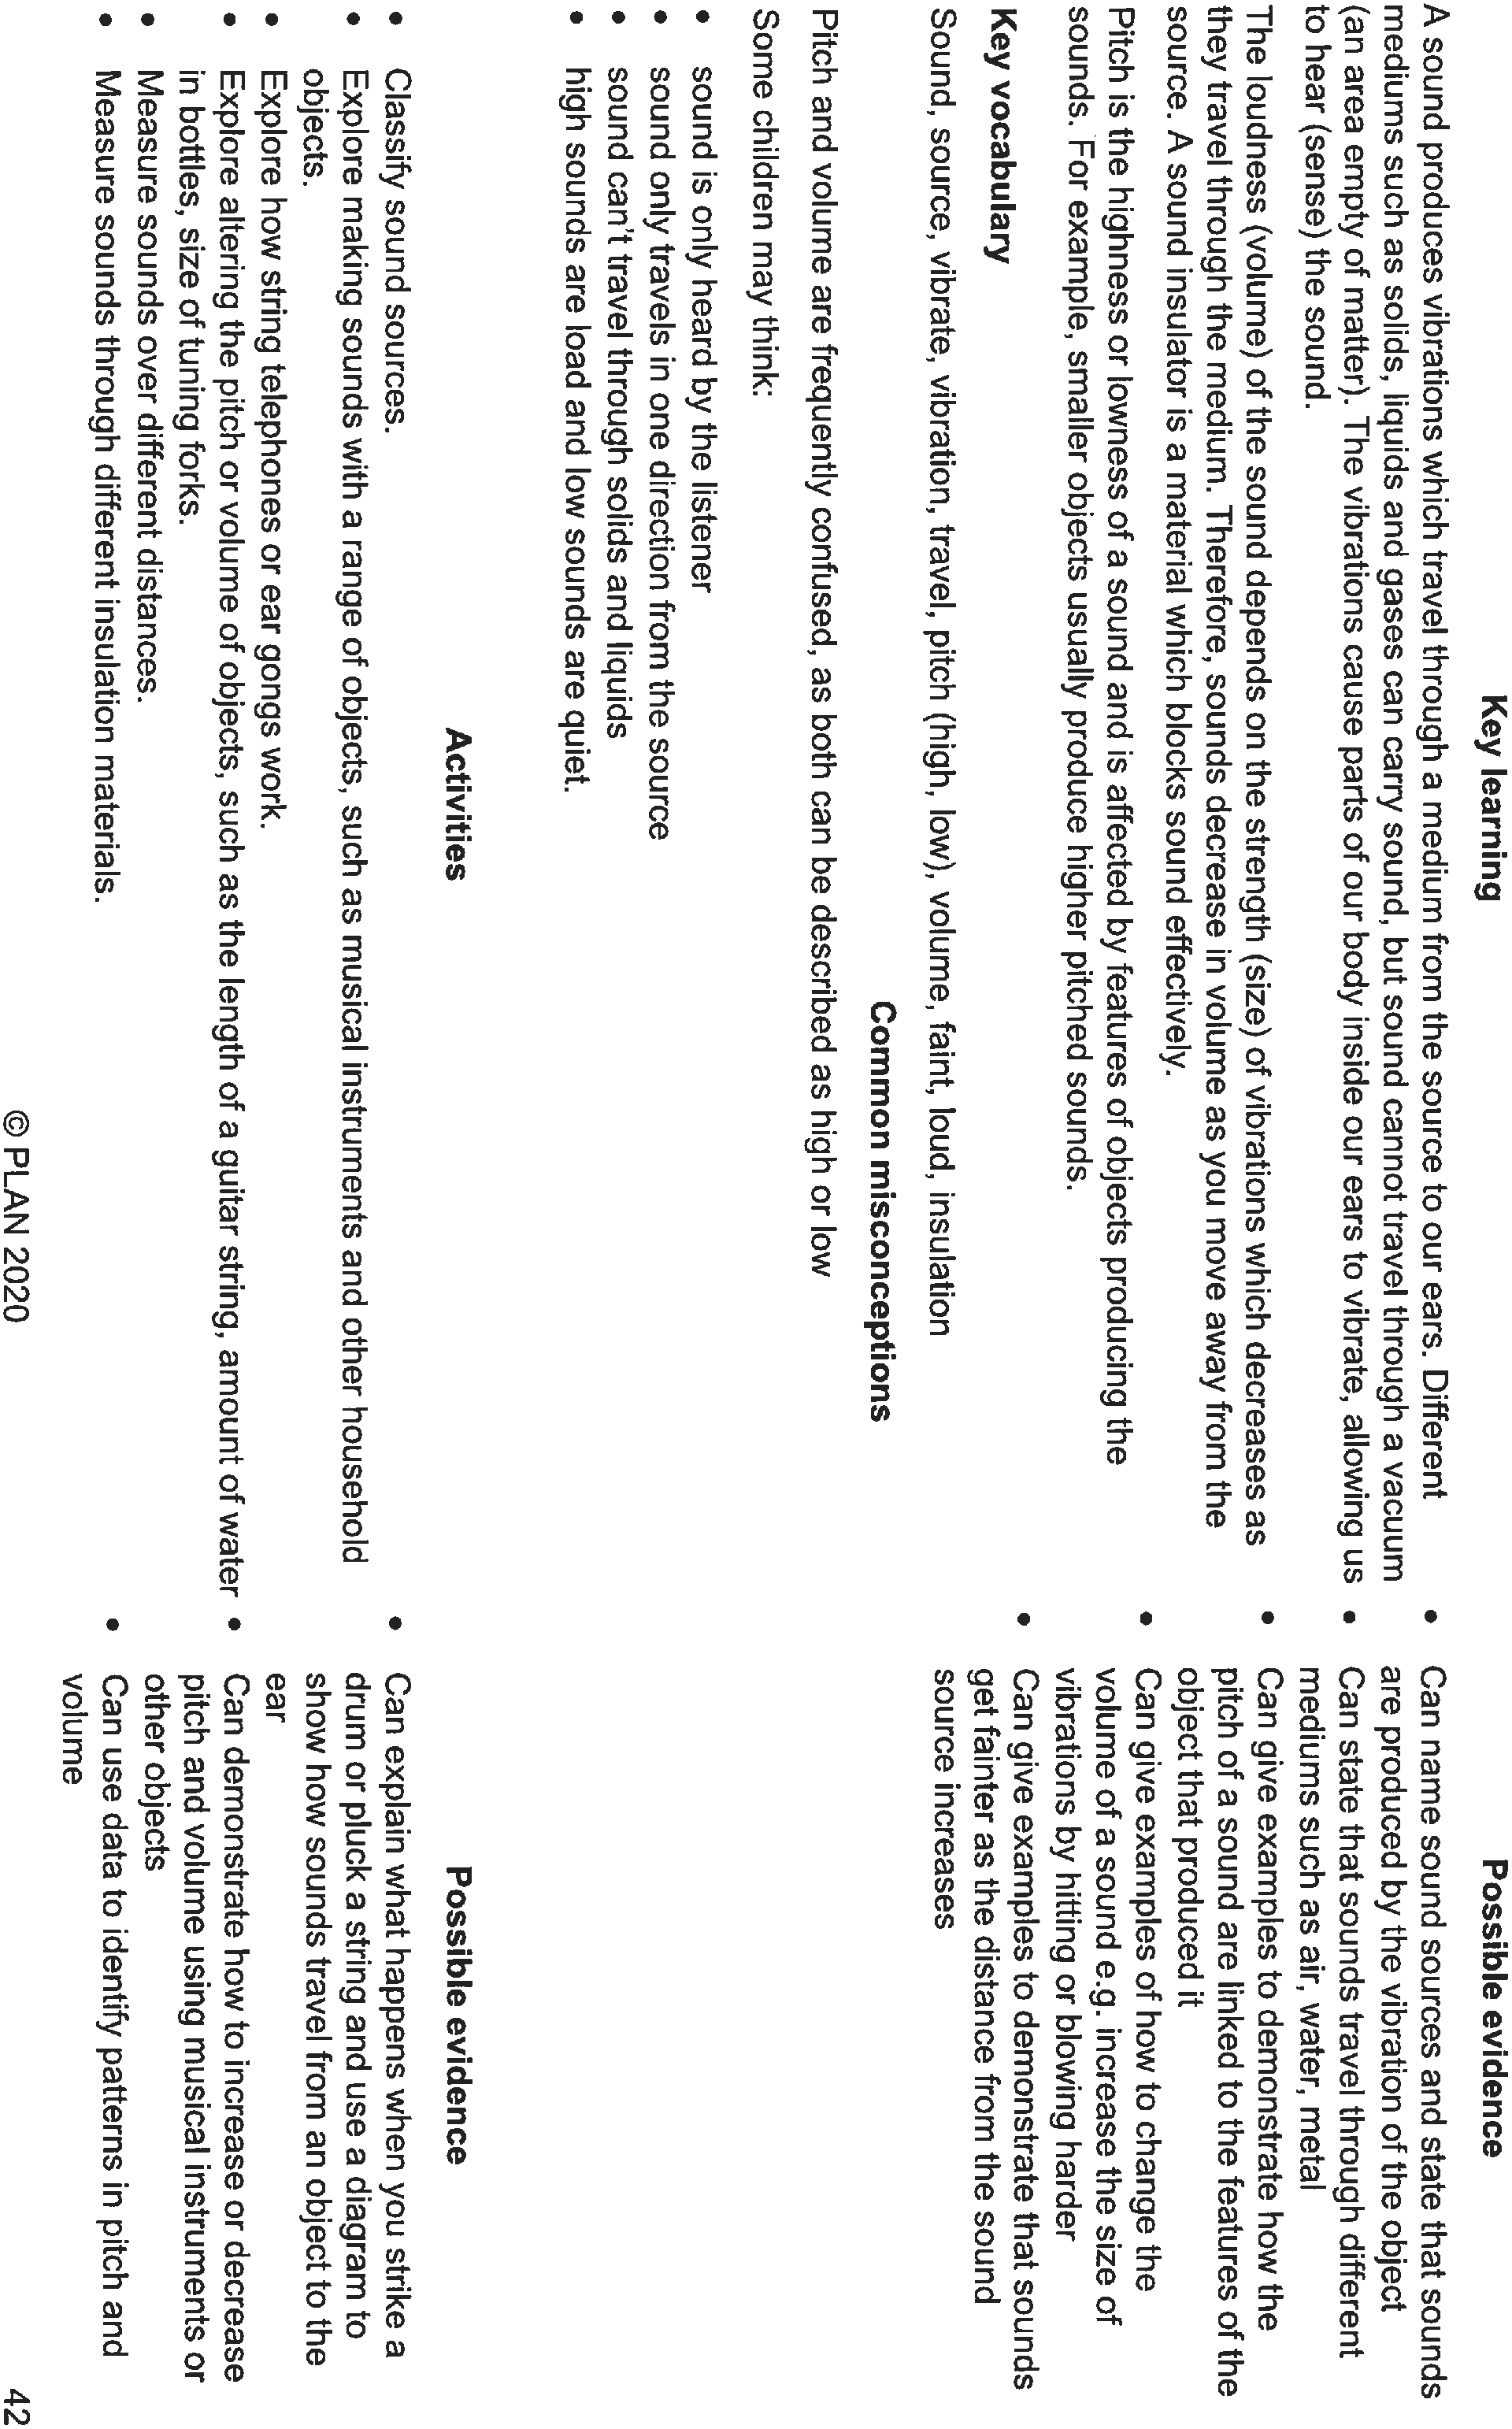 Key learning
A sound produces vibrations which travel through a medium from the source to our ears. Different
mediums such as solids, liquids and gases can carry sound, but sound cannot travel through a vacuum
(an area empty of matter). The vibrations cause parts of our body inside our ears to vibrate, allowing us
to hear (sense) the sound.
The loudness (volume) of the sound depends on the strength (size) of vibrations which decreases as
they travel through the medium. Therefore, sounds decrease in volume as you move away from the
source. A sound insulator is a material which blocks sound effectively.
Pitch is the highness or lowness of a sound and is affected by features of objects producing the
sounds. For example, smaller objects usually produce higher pitched sounds.
Key vocabulary
Sound, source, vibrate, vibration, travel, pitch (high, low), volume, faint, loud, insulation
Possible evidence
• Can name sound sources and state that sounds
are produced by the vibration of the object
• Can state that sounds travel through different
mediums such as air, water, metal
• Can give examples to demonstrate how the
pitch of a sound are linked to the features of the
object that produced it
• Can give examples of how to change the
volume of a sound e.g. increase the size of
vibrations by hitting or blowing harder
• Can give examples to demonstrate that sounds
get fainter as the distance from the sound
source increases
Common misconceptions
Pitch and volume are frequently confused, as both can be described as high or low
Some children may think:
• sound is only heard by the listener
• sound only travels in one direction from the source
• sound can't travel through solids and liquids
• high sounds are load and low sounds are quiet.
Activities
• Classify sound sources.
• Explore making sounds with a range of objects, such as musical instruments and other household
objects.
• Explore how string telephones or ear gongs work.
• Explore altering the pitch or volume of objects, such as the length of a guitar string, amount of water
in bottles, size of tuning forks.
• Measure sounds over different distances.
• Measure sounds through different insulation materials.
Possible evidence
• Can explain what happens when you strike a
drum or pluck a string and use a diagram to
show how sounds travel from an object to the
ear
• Can demonstrate how to increase or decrease
pitch and volume using musical instruments or
other objects
• Can use data to identify patterns in pitch and
volume
© PLAN 2020
42